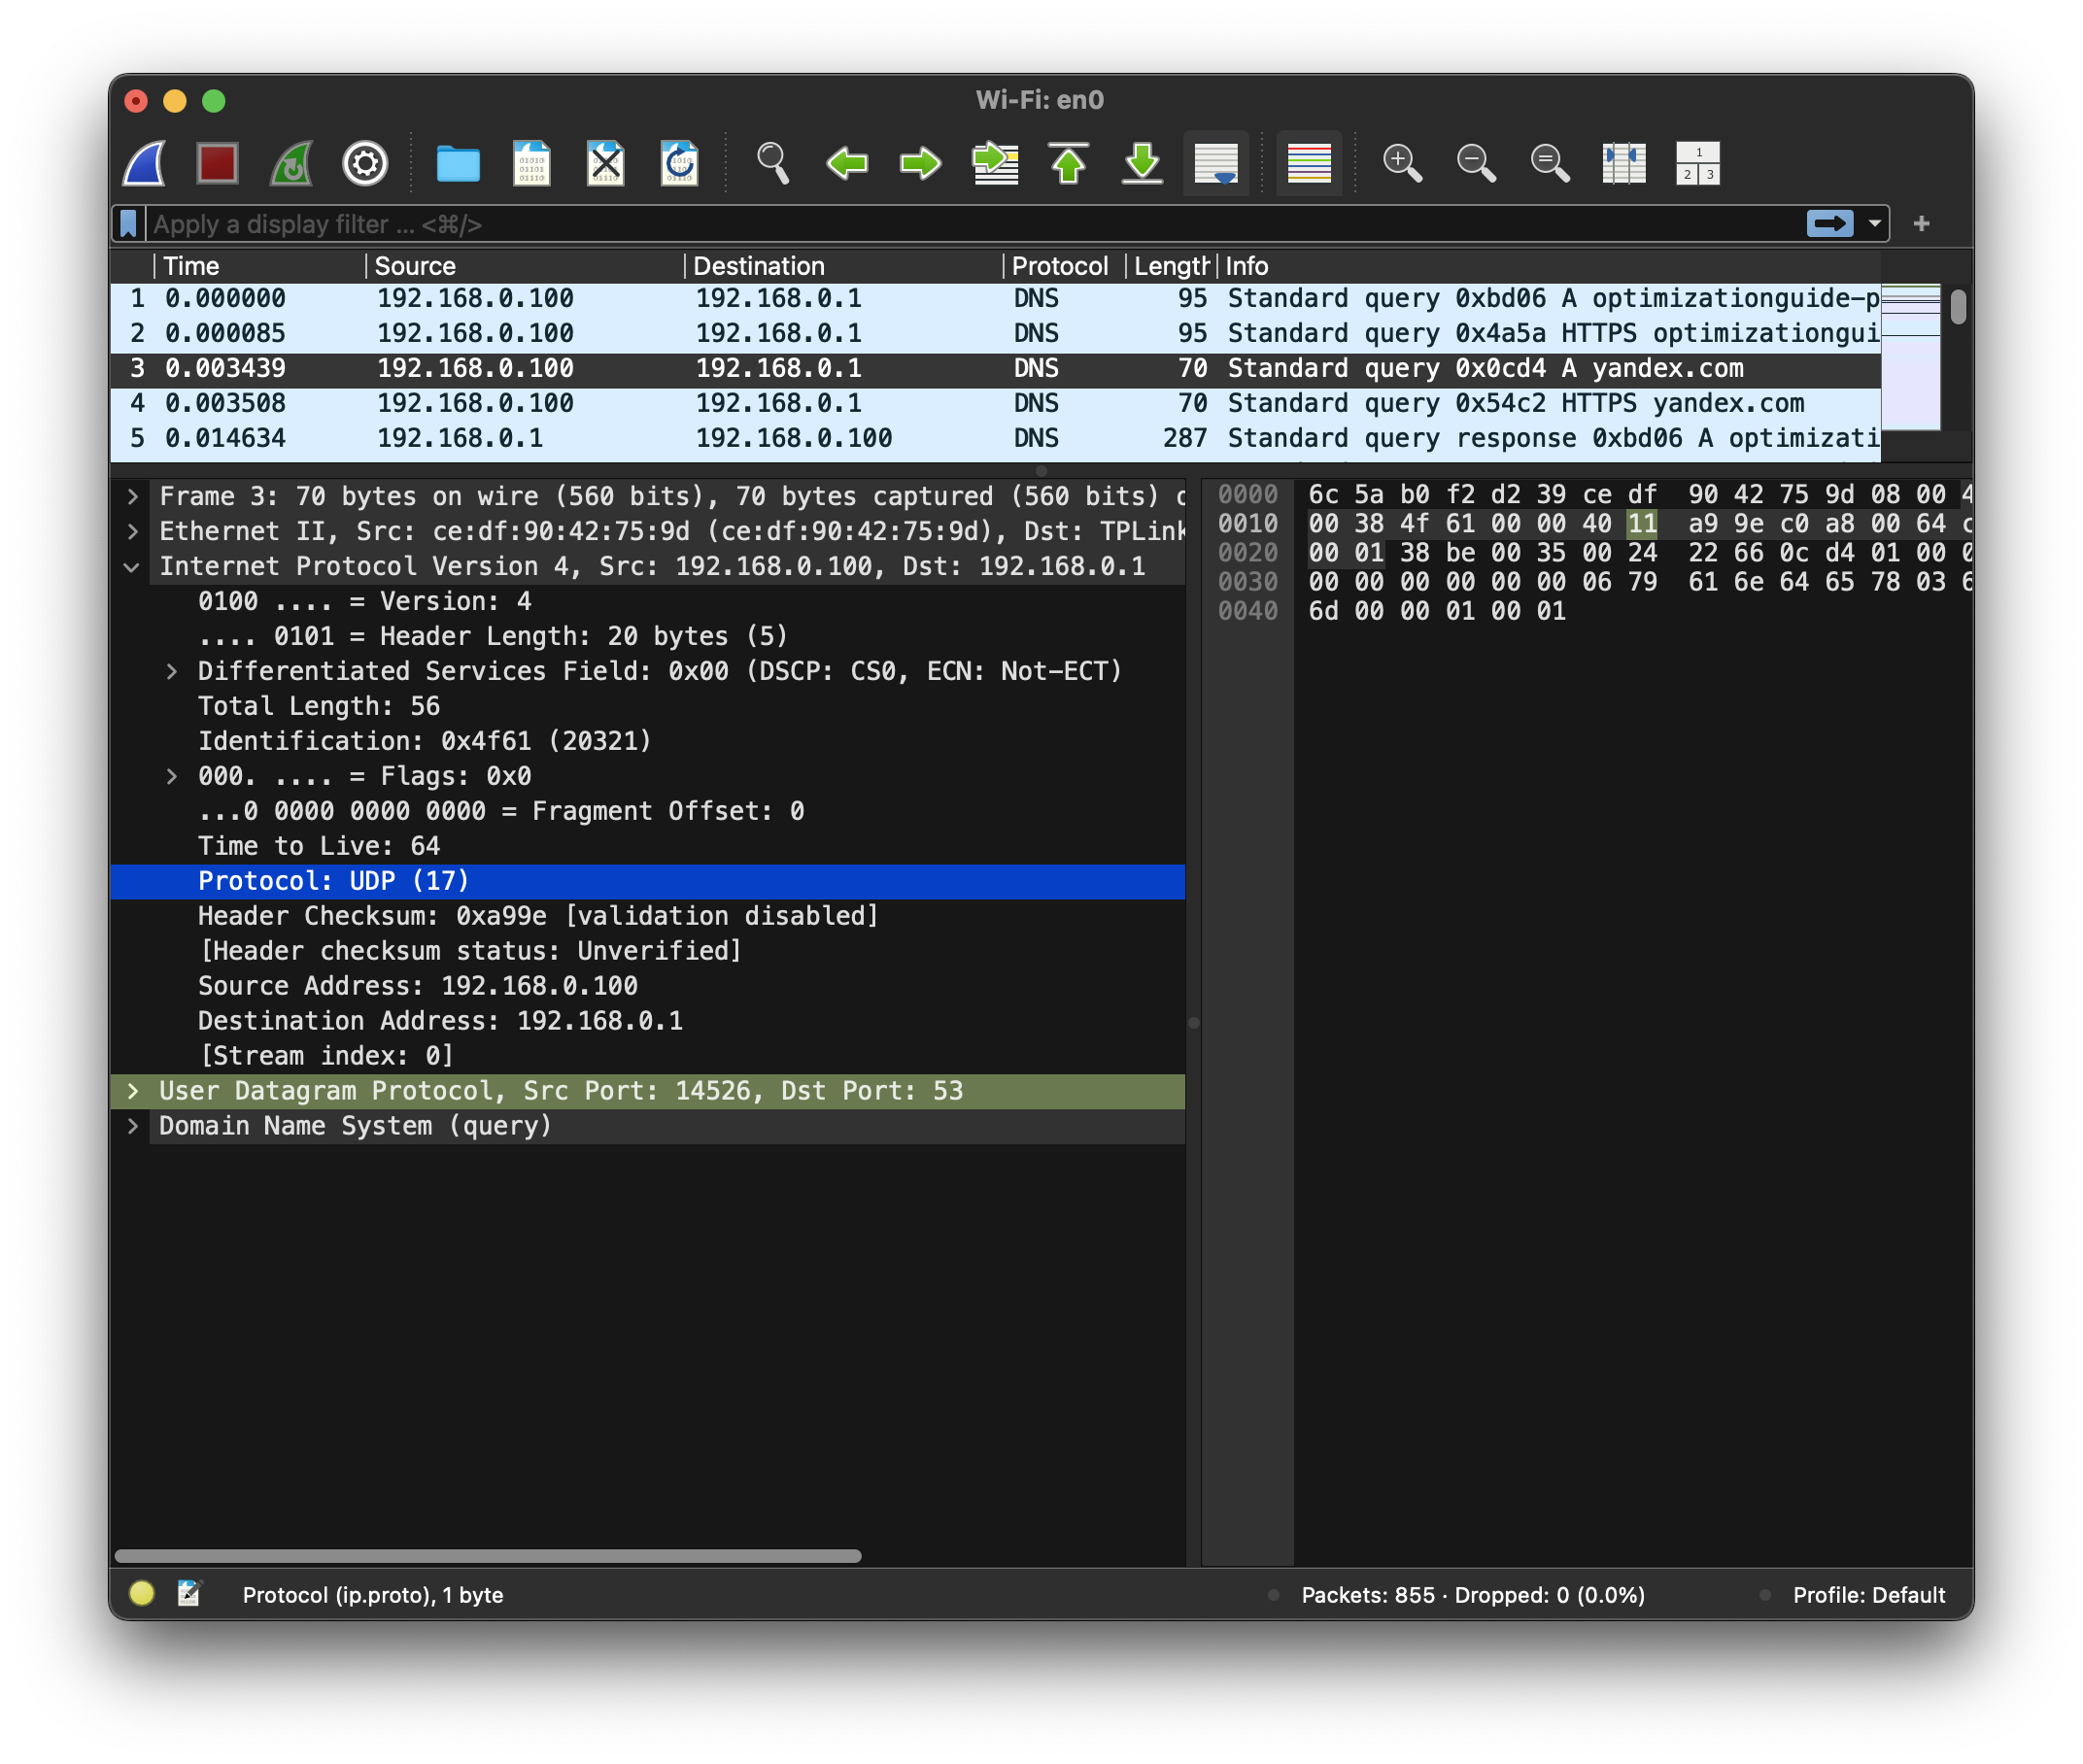 Wi-Fi: en0
Apply a display filter ... <⌘/>
Time Source Destination Protocol Length Info
1 0.000000 192.168.0.100 192.168.0.1 DNS 95 Standard query 0xbd06 A optimizationguide-p
2 0.000085 192.168.0.100 192.168.0.1 DNS 95 Standard query 0x4a5a HTTPS optimizationgui
3 0.003439 192.168.0.100 192.168.0.1 DNS 70 Standard query 0x0cd4 A yandex.com
4 0.003508 192.168.0.100 192.168.0.1 DNS 70 Standard query 0x54c2 HTTPS yandex.com
5 0.014634 192.168.0.1 192.168.0.100 DNS 287 Standard query response 0xbd06 A optimizati
Frame 3: 70 bytes on wire (560 bits), 70 bytes captured (560 bits) o
Ethernet II, Src: ce:df:90:42:75:9d (ce:df:90:42:75:9d), Dst: TPLink
Internet Protocol Version 4, Src: 192.168.0.100, Dst: 192.168.0.1
0100 .... = Version: 4
.... 0101 = Header Length: 20 bytes (5)
Differentiated Services Field: 0x00 (DSCP: CS0, ECN: Not-ECT)
Total Length: 56
Identification: 0x4f61 (20321)
000. .... = Flags: 0x0
...0 0000 0000 0000 = Fragment Offset: 0
Time to Live: 64
Protocol: UDP (17)
Header Checksum: 0xa99e [validation disabled]
[Header checksum status: Unverified]
Source Address: 192.168.0.100
Destination Address: 192.168.0.1
[Stream index: 0]
User Datagram Protocol, Src Port: 14526, Dst Port: 53
Domain Name System (query)
0000 6c 5a b0 f2 d2 39 ce df 90 42 75 9d 08 00 4
0010 00 38 4f 61 00 00 40 11 a9 9e c0 a8 00 64 c
0020 00 01 38 be 00 35 00 24 22 66 0c d4 01 00 0
0030 00 00 00 00 00 00 06 79 61 6e 64 65 78 03 6
0040 6d 00 00 01 00 01
Protocol (ip.proto), 1 byte
Packets: 855 · Dropped: 0 (0.0%)
Profile: Default